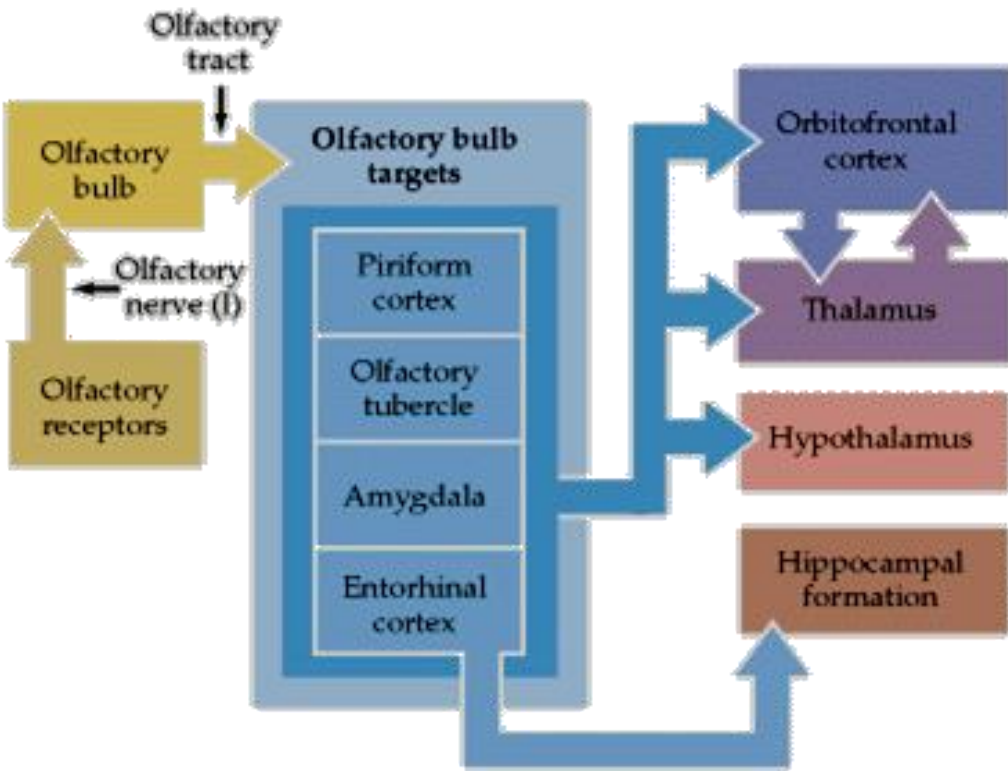 Olfactory
tract
Olfactory
bulb
Olfactory
nerve (I)
Olfactory
receptors
Olfactory bulb
targets
Piriform
cortex
Olfactory
tubercle
Amygdala
Entorhinal
cortex
Orbitofrontal
cortex
Thalamus
Hypothalamus
Hippocampal
formation